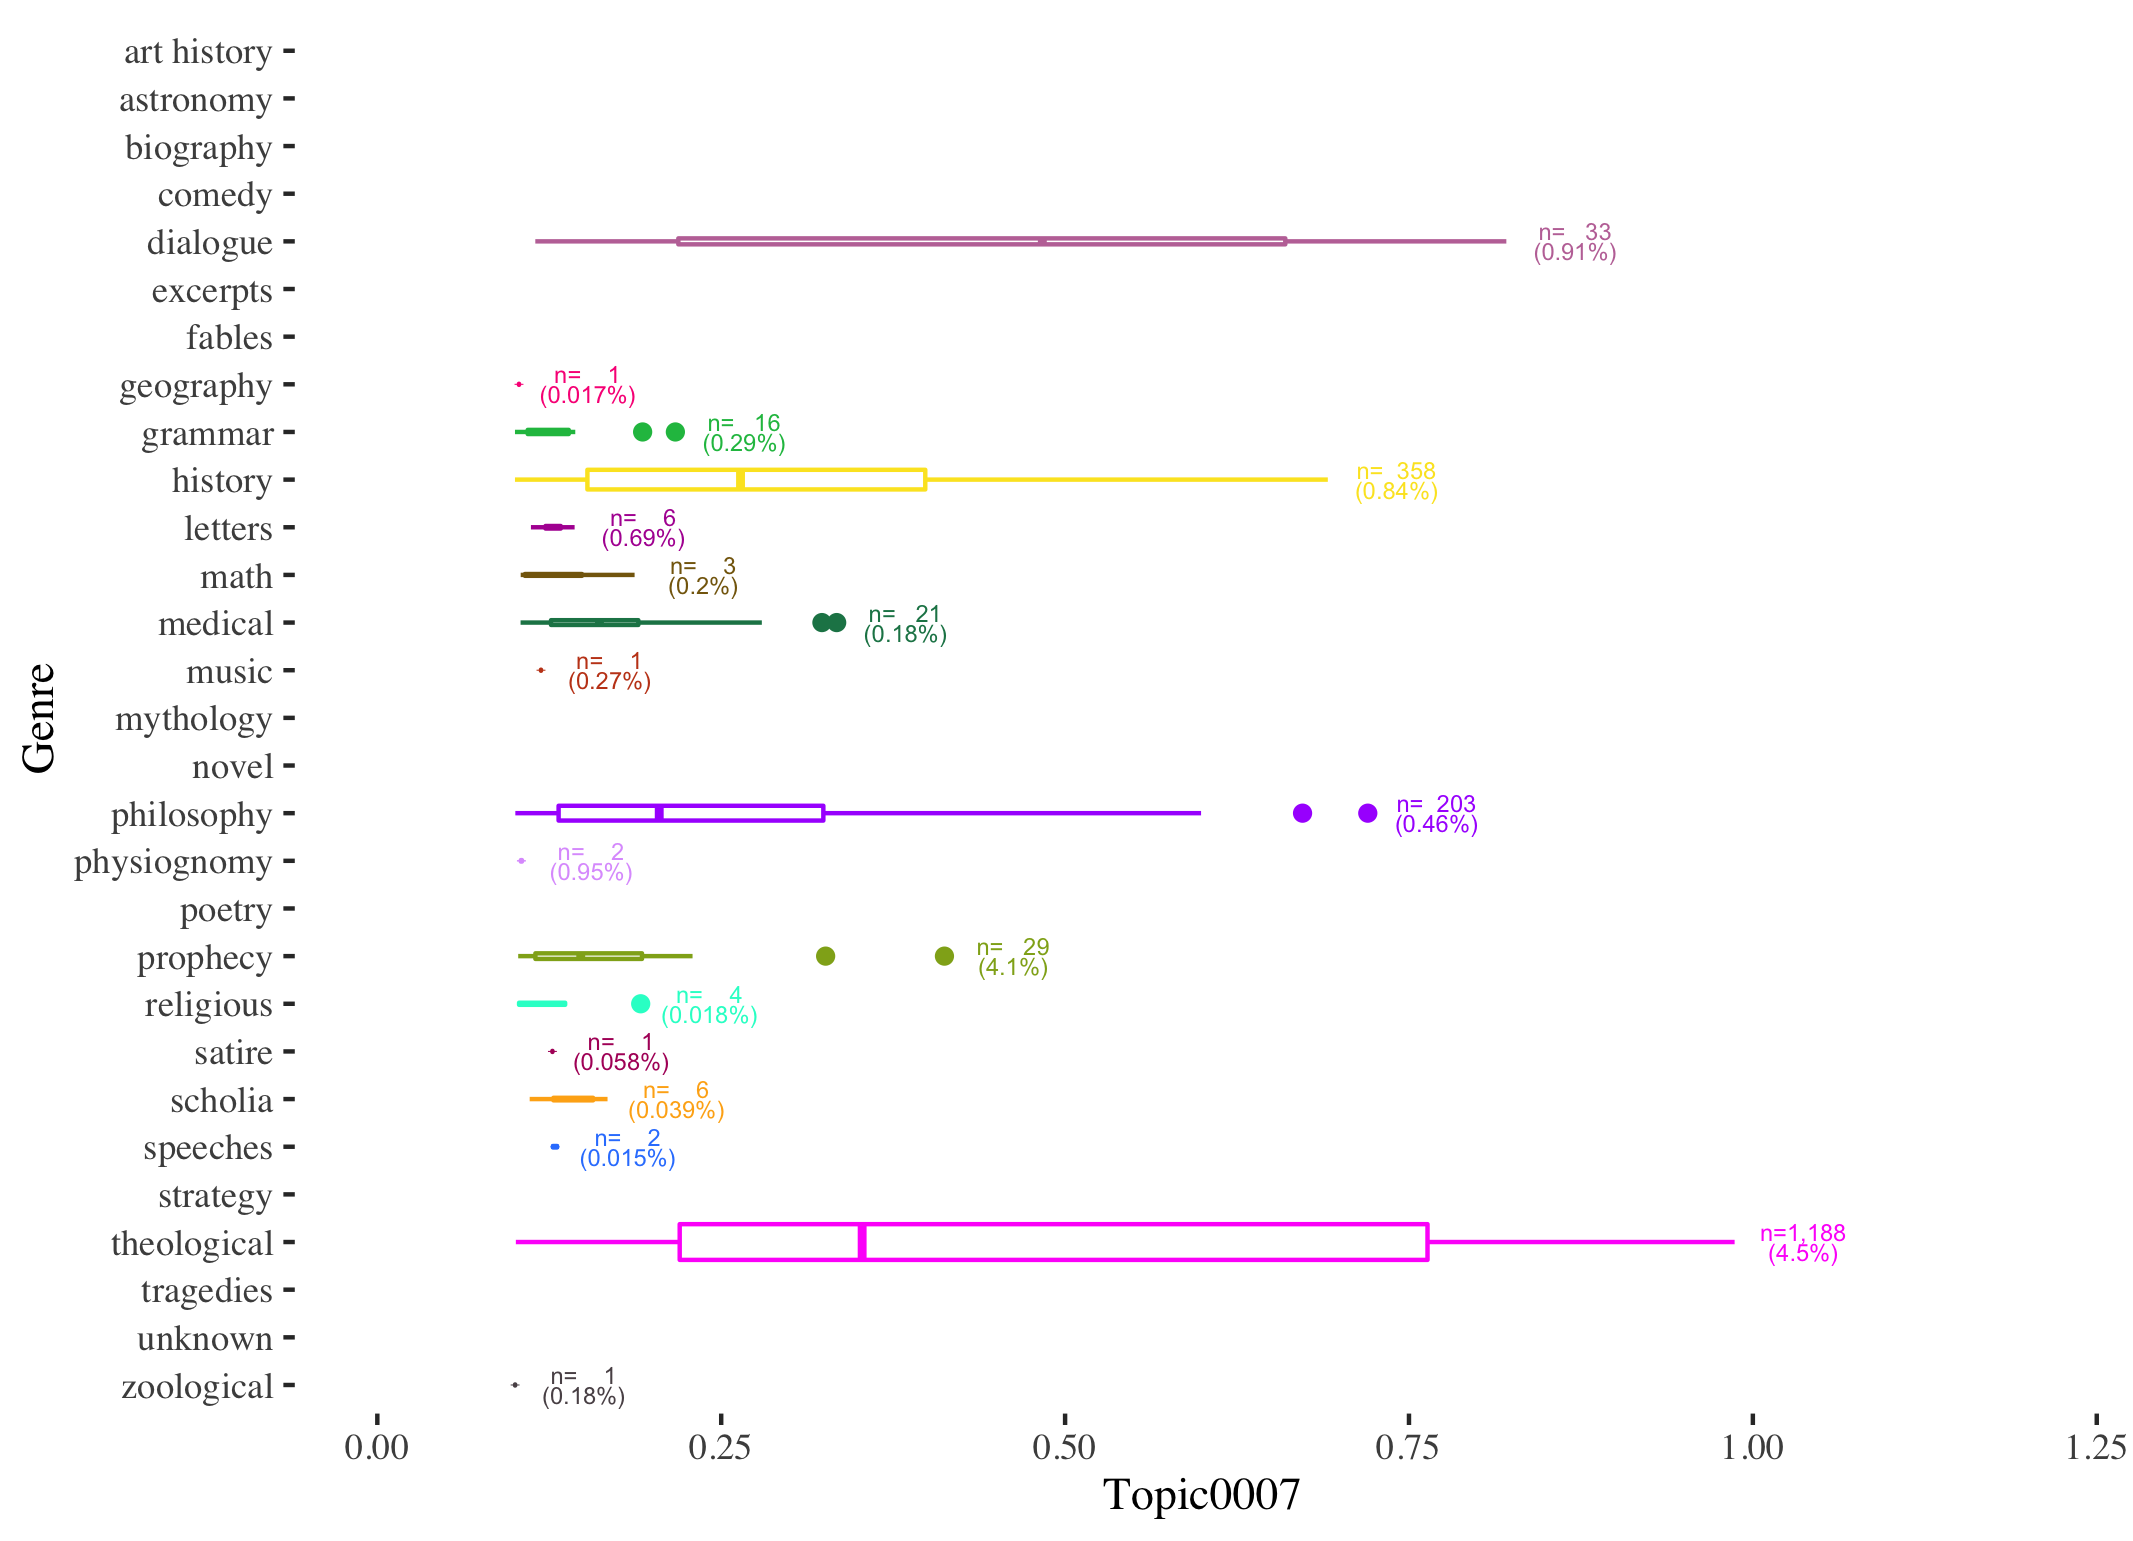 art history
astronomy
biography
comedy
dialogue
n= 33
(0.91%)
excerpts
fables
geography
n= 1
(0.017%)
grammar
n= 16
(0.29%)
history
n= 358
(0.84%)
letters
n= 6
(0.69%)
math
n= 3
(0.2%)
medical
n= 21
(0.18%)
music
n= 1
(0.27%)
mythology
novel
philosophy
n= 203
(0.46%)
physiognomy
n= 2
(0.95%)
poetry
prophecy
n= 29
(4.1%)
religious
n= 4
(0.018%)
satire
n= 1
(0.058%)
scholia
n= 6
(0.039%)
speeches
n= 2
(0.015%)
strategy
theological
n=1,188
(4.5%)
tragedies
unknown
zoological
n= 1
(0.18%)
Genre
0.00 0.25 0.50 0.75 1.00 1.25
Topic0007